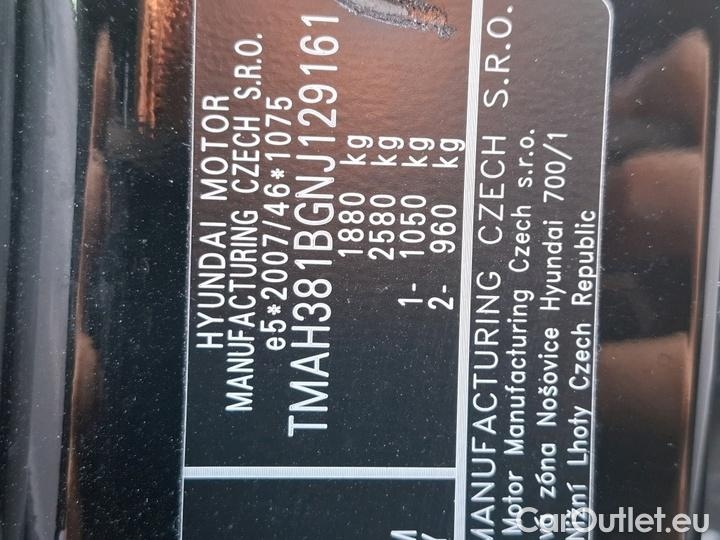 HYUNDAI MOTOR
MANUFACTURING CZECH S.R.O.
e5*2007/46*1075
TMAH381BGNJ129161
1880 kg
2580 kg
1- 1050 kg
2- 960 kg
MANUFACTURING CZECH S.R.O.
Motor Manufacturing Czech s.r.o.
zóna Nošovice Hyundai 700/1
Lhoty Czech Republic
CarOutlet.eu